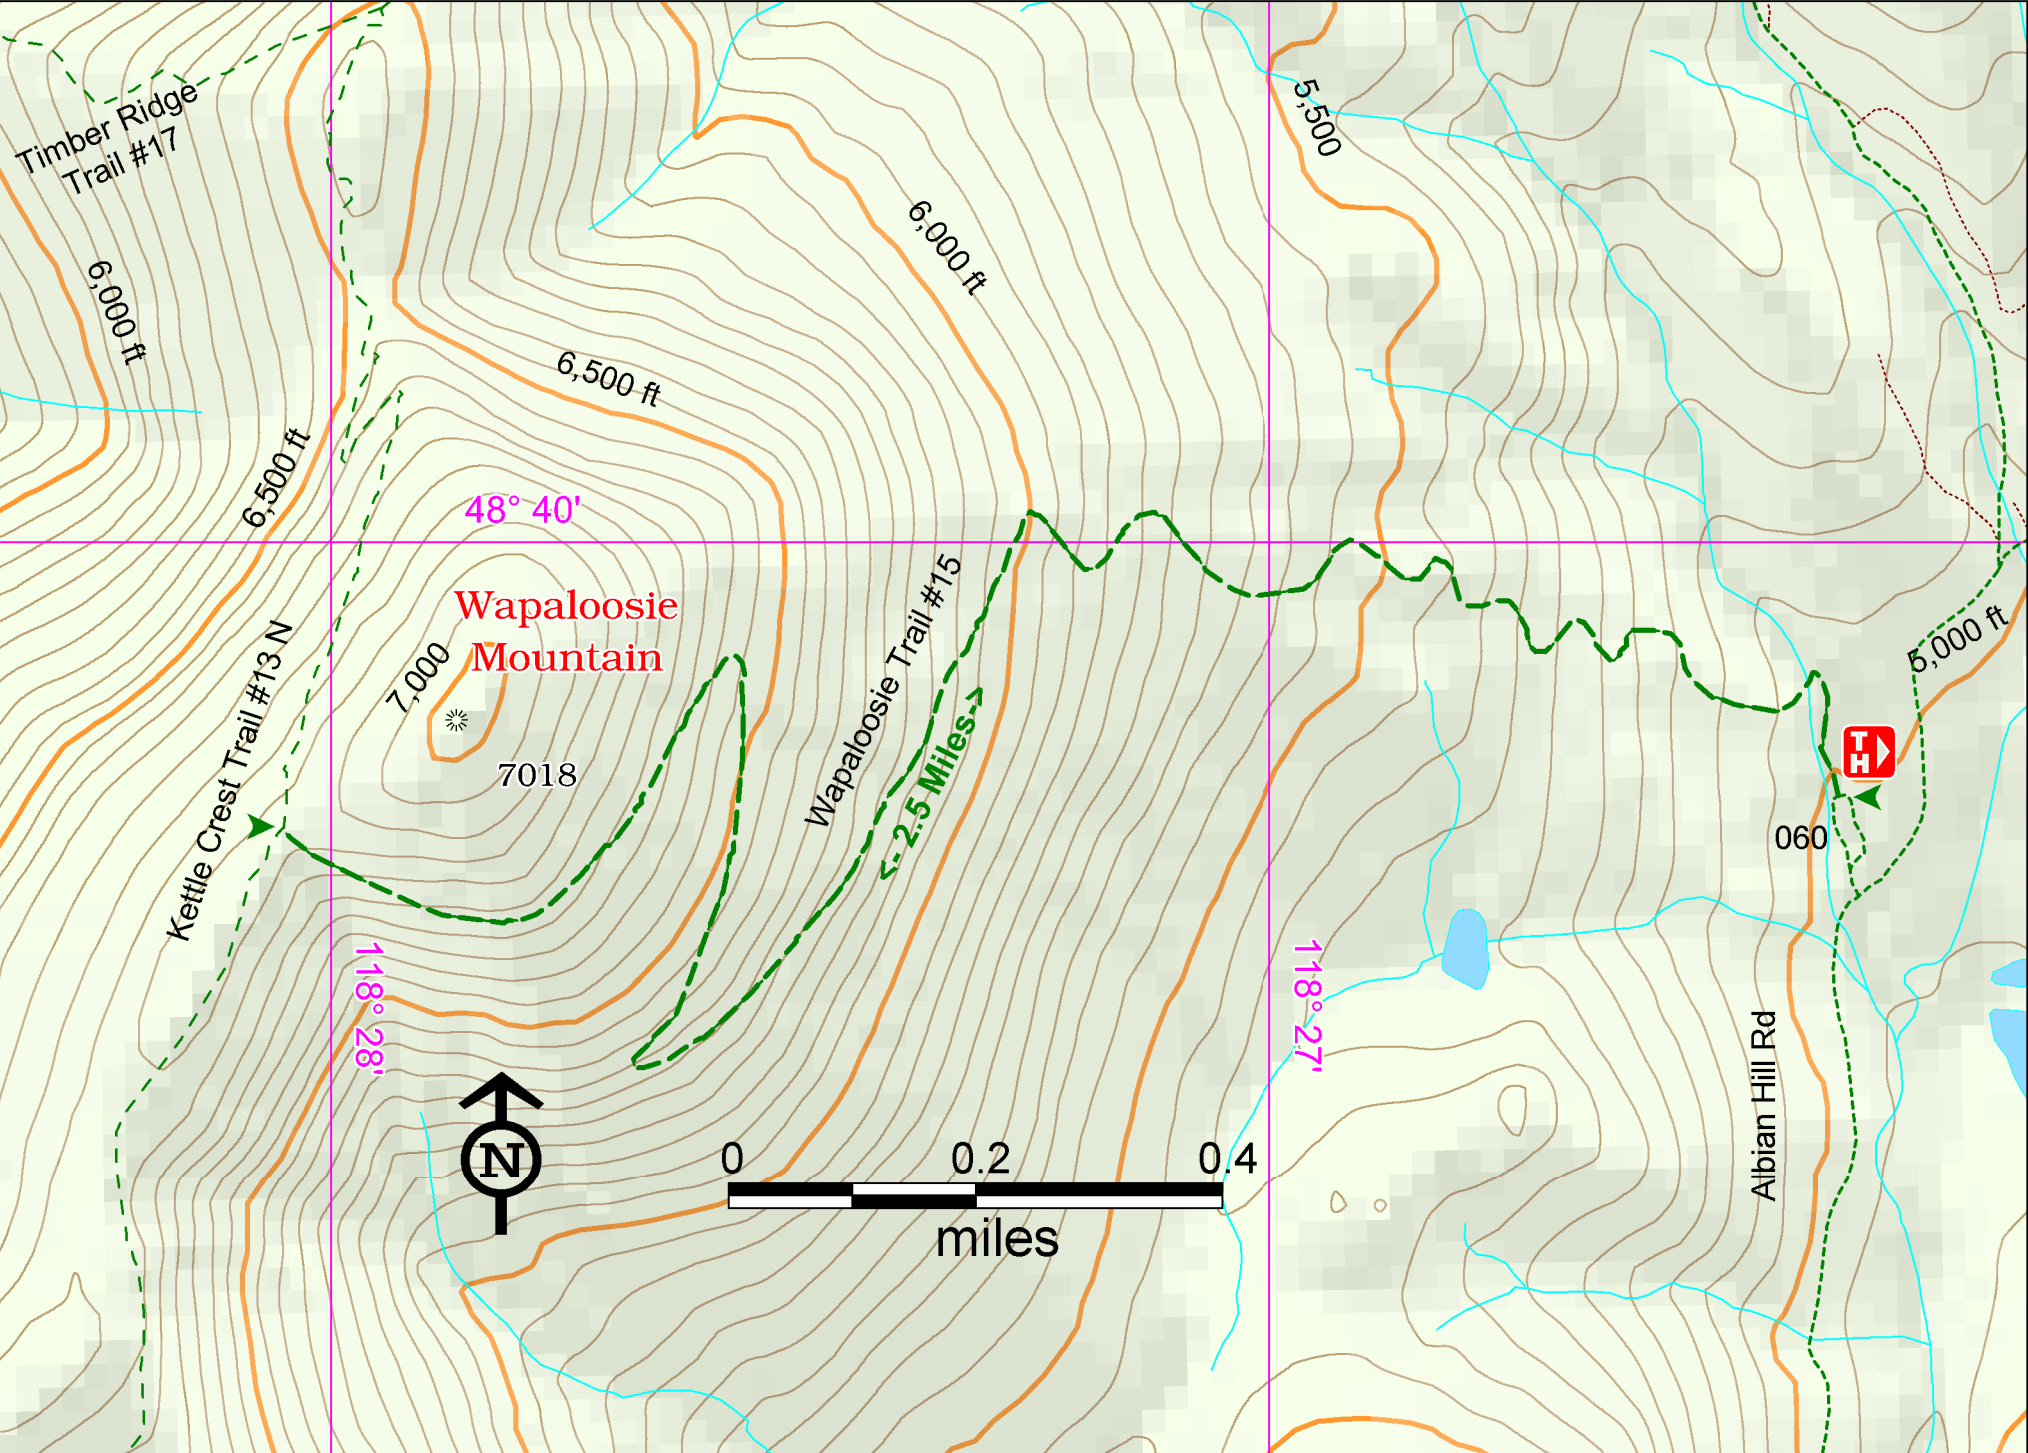 Timber Ridge
Trail #17
5,500
6,000 ft
6,000 ft
6,500 ft
6,500 ft
48° 40'
Wapaloosie
Mountain
7,000
7018
Wapaloosie Trail #15
<- 2.5 Miles->
Kettle Crest Trail #13 N
5,000 ft
T
H
060
118° 28'
118° 27'
Albian Hill Rd
N
0 0.2 0.4
miles